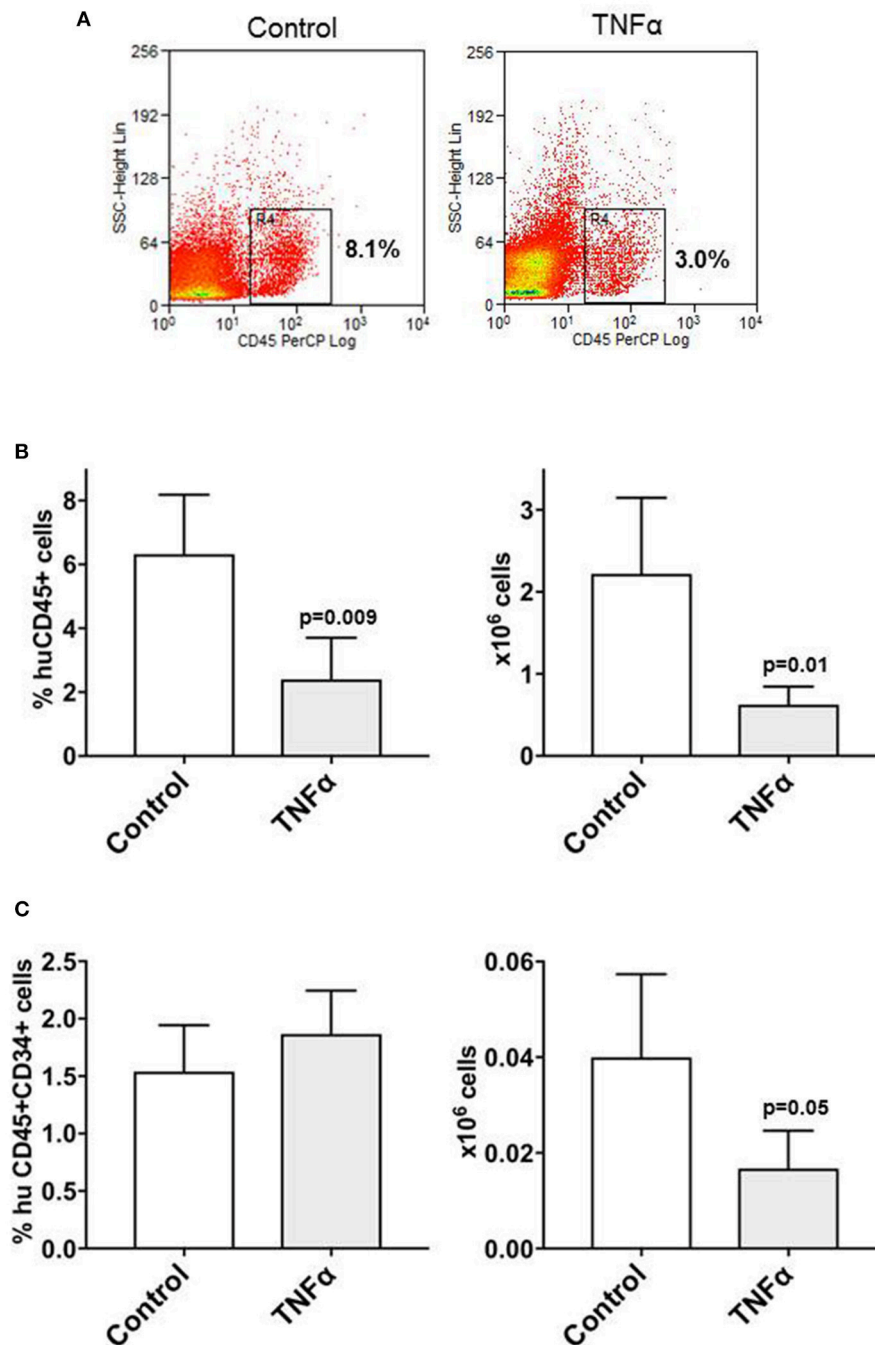 A
Control
TNFα
256
192
128
64
0
SSC-Height Lin
R4
8.1%
10⁰ 10¹ 10² 10³ 10⁴
CD45 PerCP Log
256
192
128
64
0
SSC-Height Lin
R4
3.0%
10⁰ 10¹ 10² 10³ 10⁴
CD45 PerCP Log
B
% huCD45+ cells
8
6
4
2
0
p=0.009
Control
TNFα
x10⁶ cells
3
2
1
0
p=0.01
Control
TNFα
C
% hu CD45+CD34+ cells
2.5
2.0
1.5
1.0
0.5
0.0
Control
TNFα
x10⁶ cells
0.06
0.04
0.02
0.00
p=0.05
Control
TNFα